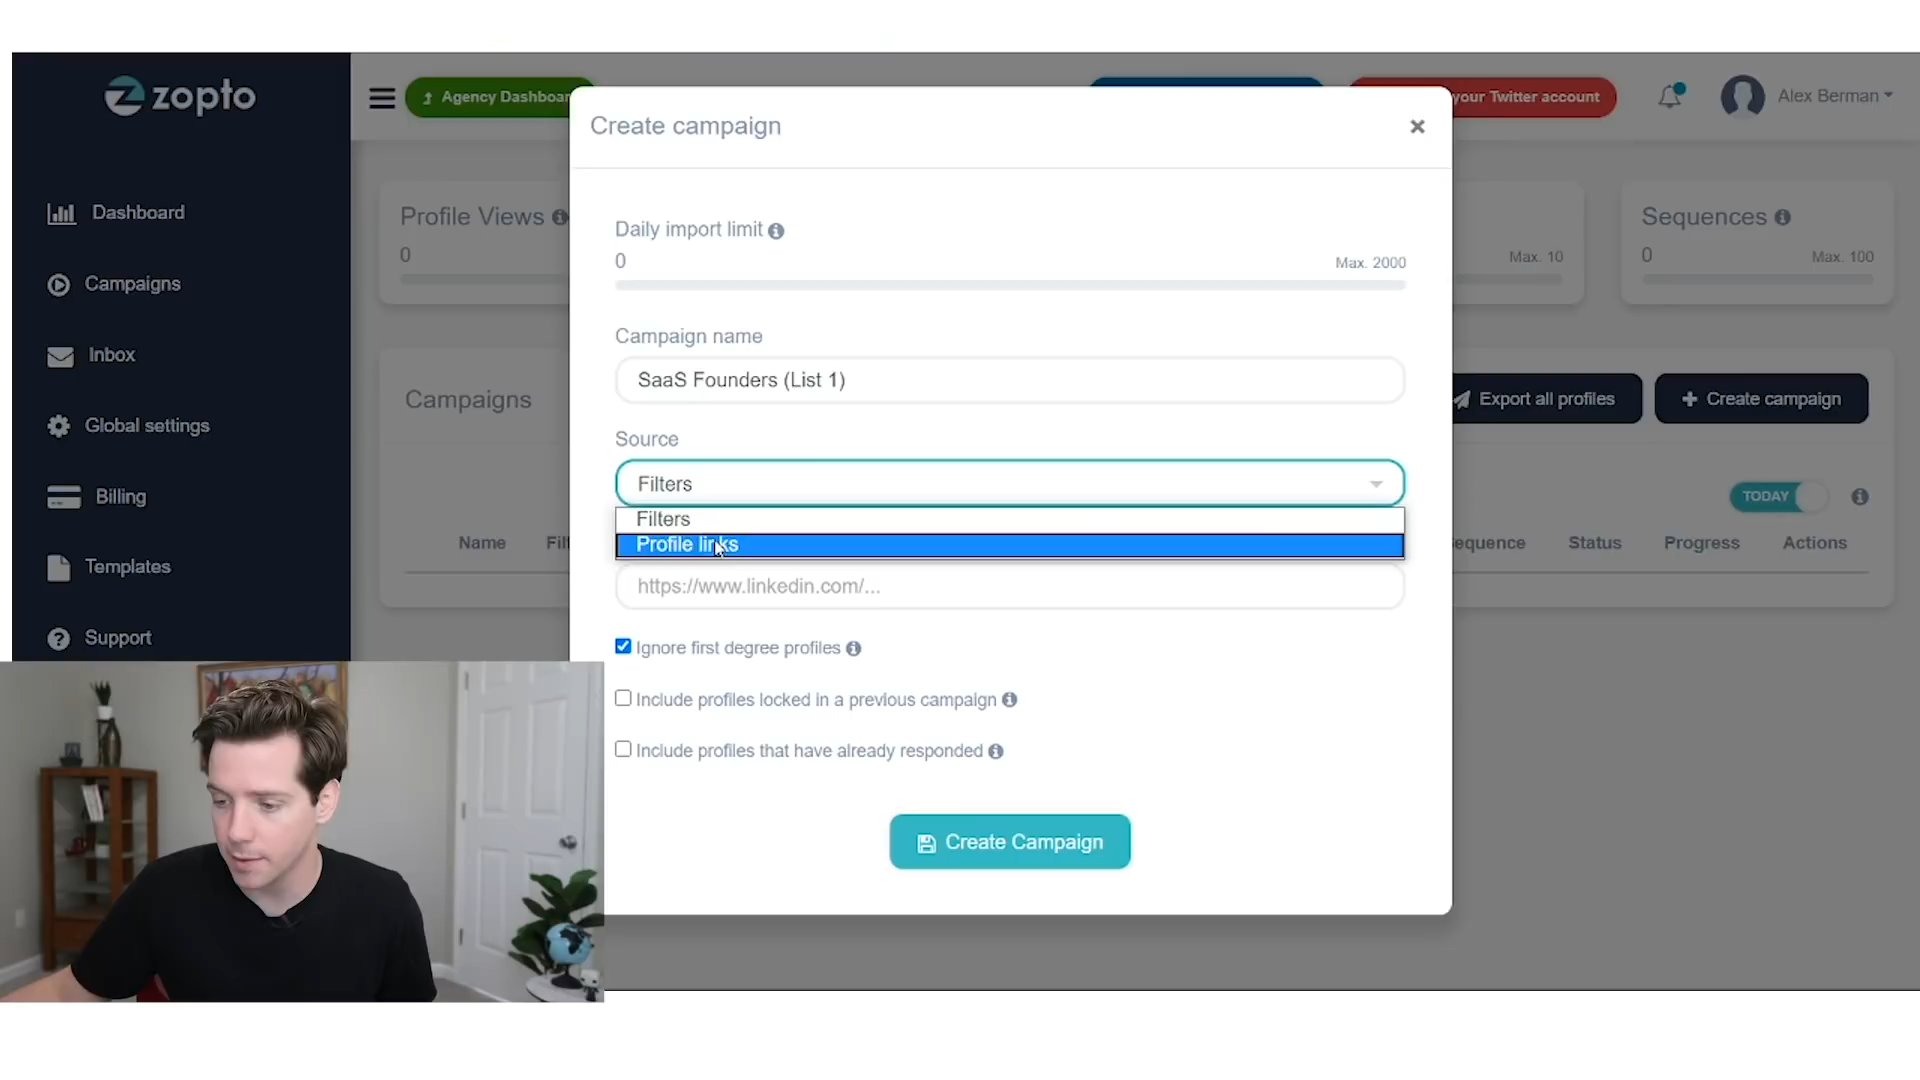 zopto
Agency Dashboar
your Twitter account
Alex Berman
Create campaign
×
Dashboard
Campaigns
Inbox
Global settings
Billing
Templates
Support
Profile Views
0
Max. 10
Sequences
0
Max. 100
Daily import limit
0
Max. 2000
Campaign name
SaaS Founders (List 1)
Source
Filters
Filters
Profile links
https://www.linkedin.com/...
Ignore first degree profiles
Include profiles locked in a previous campaign
Include profiles that have already responded
Create Campaign
Campaigns
Export all profiles
Create campaign
TODAY
Name
Filt
equence
Status
Progress
Actions